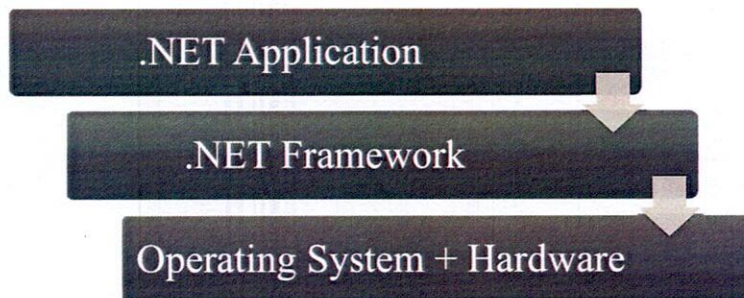 .NET Application
.NET Framework
Operating System + Hardware